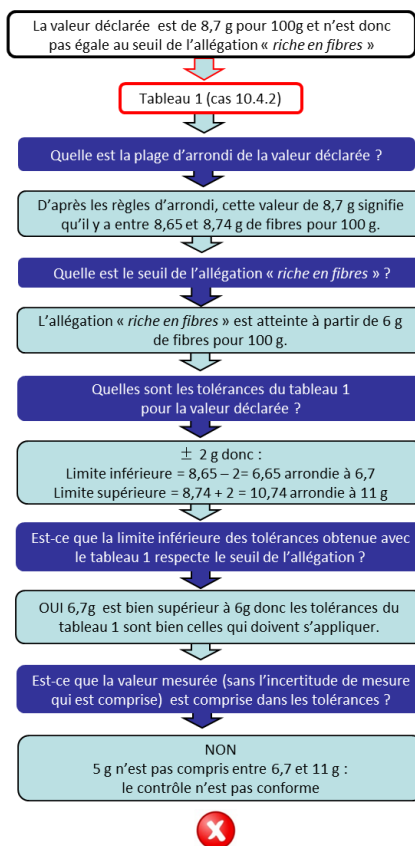 La valeur déclarée est de 8,7 g pour 100g et n'est donc
pas égale au seuil de l'allégation « riche en fibres »
Tableau 1 (cas 10.4.2)
Quelle est la plage d'arrondi de la valeur déclarée ?
D'après les règles d'arrondi, cette valeur de 8,7 g signifie
qu'il y a entre 8,65 et 8,74 g de fibres pour 100 g.
Quelle est le seuil de l'allégation « riche en fibres » ?
L'allégation « riche en fibres » est atteinte à partir de 6 g
de fibres pour 100 g.
Quelles sont les tolérances du tableau 1
pour la valeur déclarée ?
± 2 g donc :
Limite inférieure = 8,65 – 2= 6,65 arrondie à 6,7
Limite supérieure = 8,74 + 2 = 10,74 arrondie à 11 g
Est-ce que la limite inférieure des tolérances obtenue avec
le tableau 1 respecte le seuil de l'allégation ?
OUI 6,7g est bien supérieur à 6g donc les tolérances du
tableau 1 sont bien celles qui doivent s'appliquer.
Est-ce que la valeur mesurée (sans l'incertitude de mesure
qui est comprise) est comprise dans les tolérances ?
NON
5 g n'est pas compris entre 6,7 et 11 g :
le contrôle n'est pas conforme